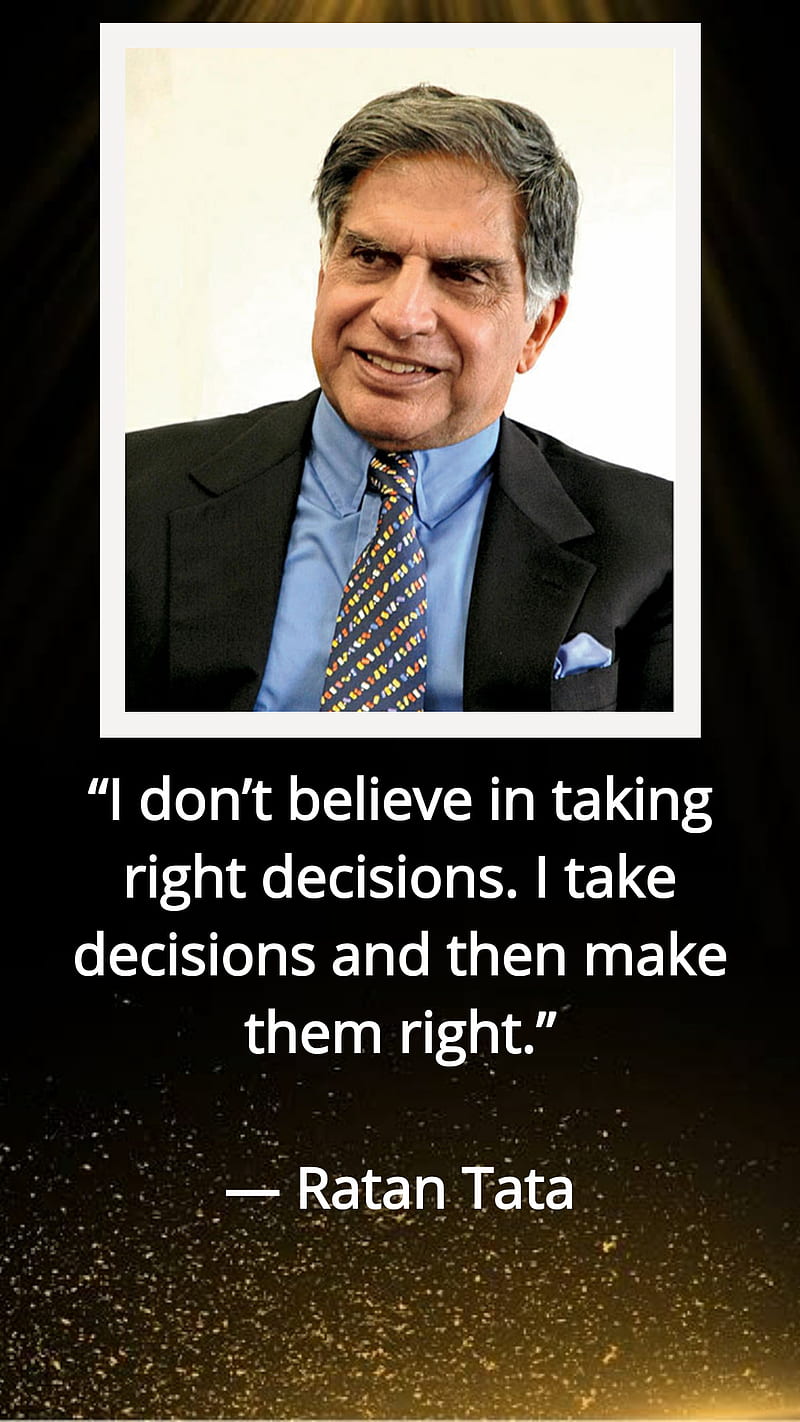 “I don’t believe in taking
right decisions. I take
decisions and then make
them right.”
— Ratan Tata